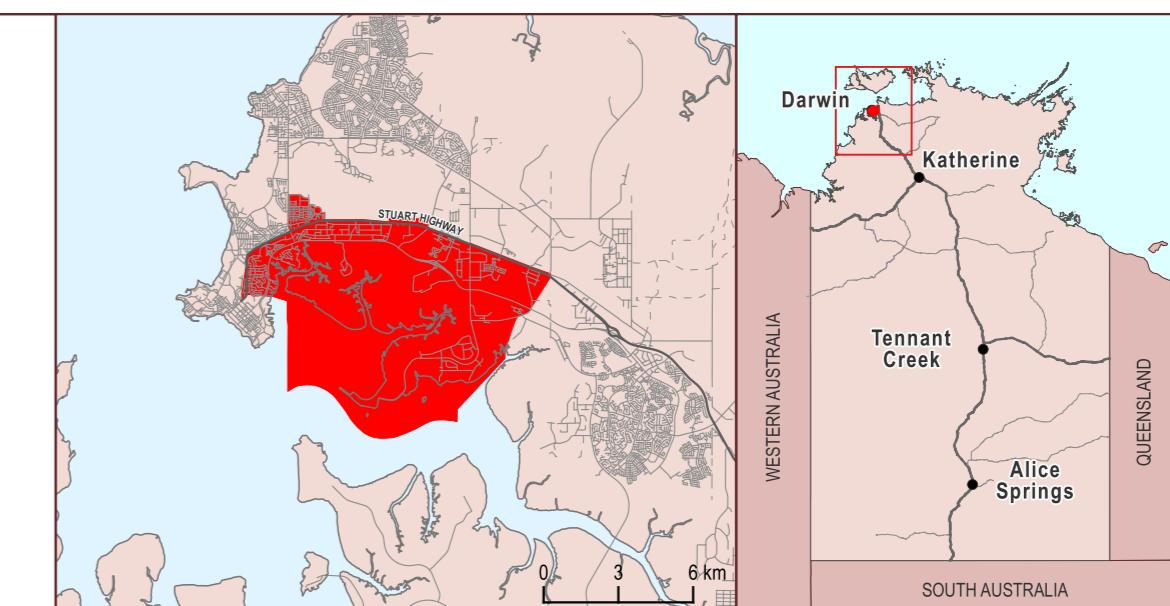 STUART HIGHWAY
0 3 6 km
Darwin
Katherine
Tennant
Creek
Alice
Springs
WESTERN AUSTRALIA
QUEENSLAND
SOUTH AUSTRALIA